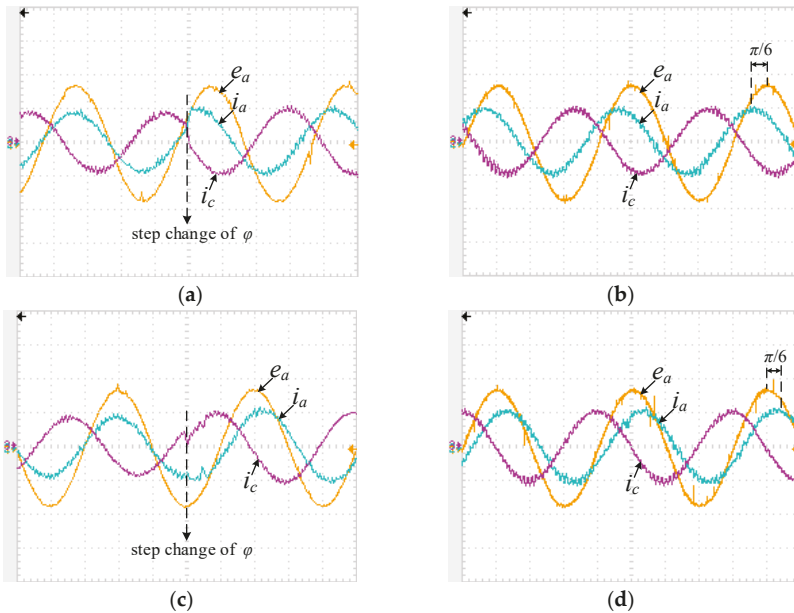 π/6
e_a
e_a
i_a
i_a
i_c
i_c
step change of φ
(a)
(b)
π/6
e_a
e_a
i_a
i_a
i_c
i_c
step change of φ
(c)
(d)